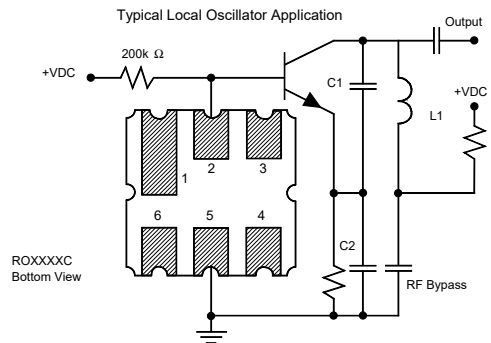 Typical Local Oscillator Application
Output
200k Ω
+VDC
C1
+VDC
L1
1
2
3
6
5
4
C2
ROXXXXC
Bottom View
RF Bypass